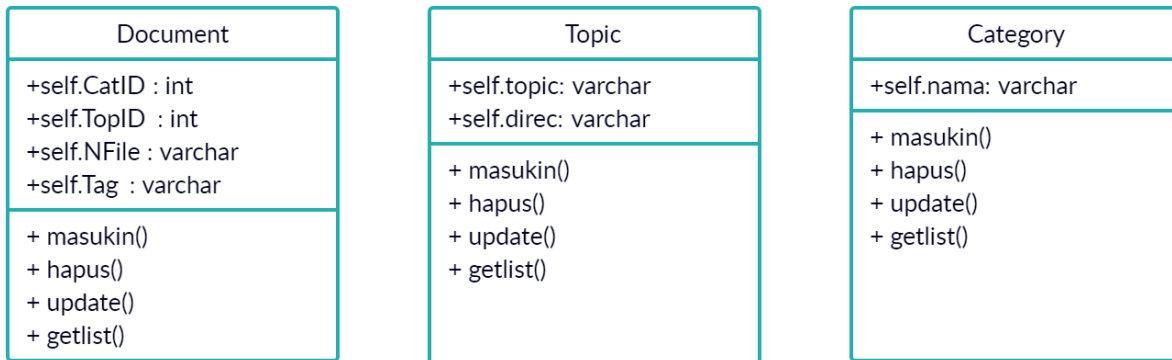 Document
+self.CatID : int
+self.TopID : int
+self.NFile : varchar
+self.Tag : varchar
+ masukin()
+ hapus()
+ update()
+ getlist()
Topic
+self.topic: varchar
+self.direc: varchar
+ masukin()
+ hapus()
+ update()
+ getlist()
Category
+self.nama: varchar
+ masukin()
+ hapus()
+ update()
+ getlist()